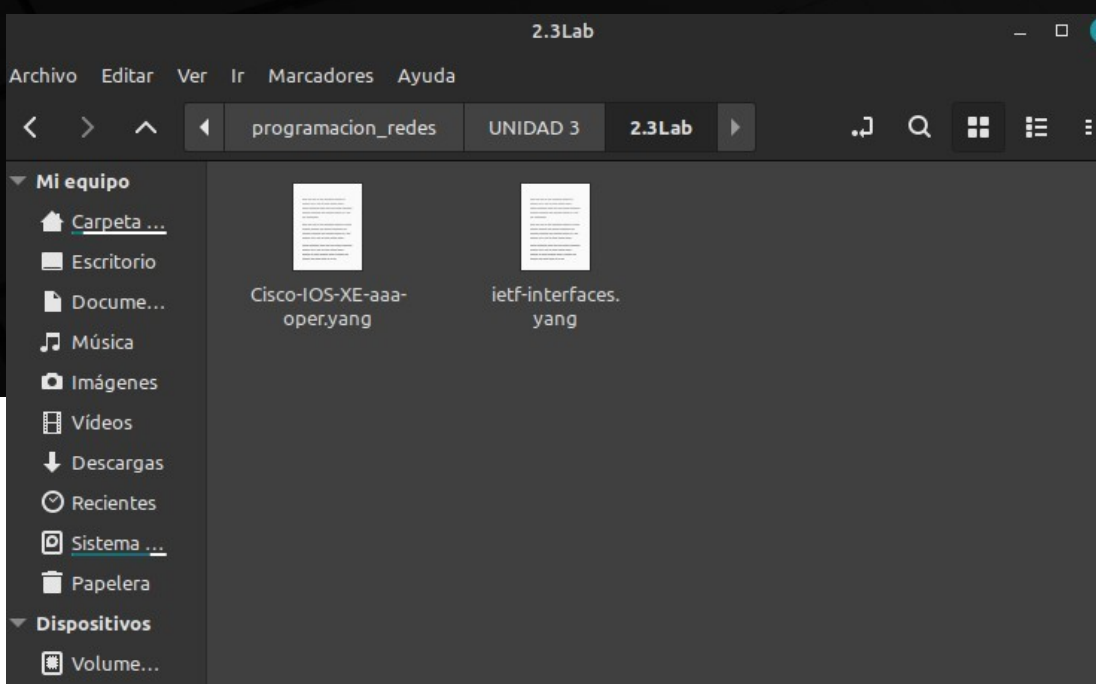 2.3Lab
Archivo Editar Ver Ir Marcadores Ayuda
programacion_redes UNIDAD 3 2.3Lab
Mi equipo
Carpeta ...
Escritorio
Docume...
Música
Imágenes
Vídeos
Descargas
Recientes
Sistema ...
Papelera
Dispositivos
Volume...
Cisco-IOS-XE-aaa-
oper.yang
ietf-interfaces.
yang